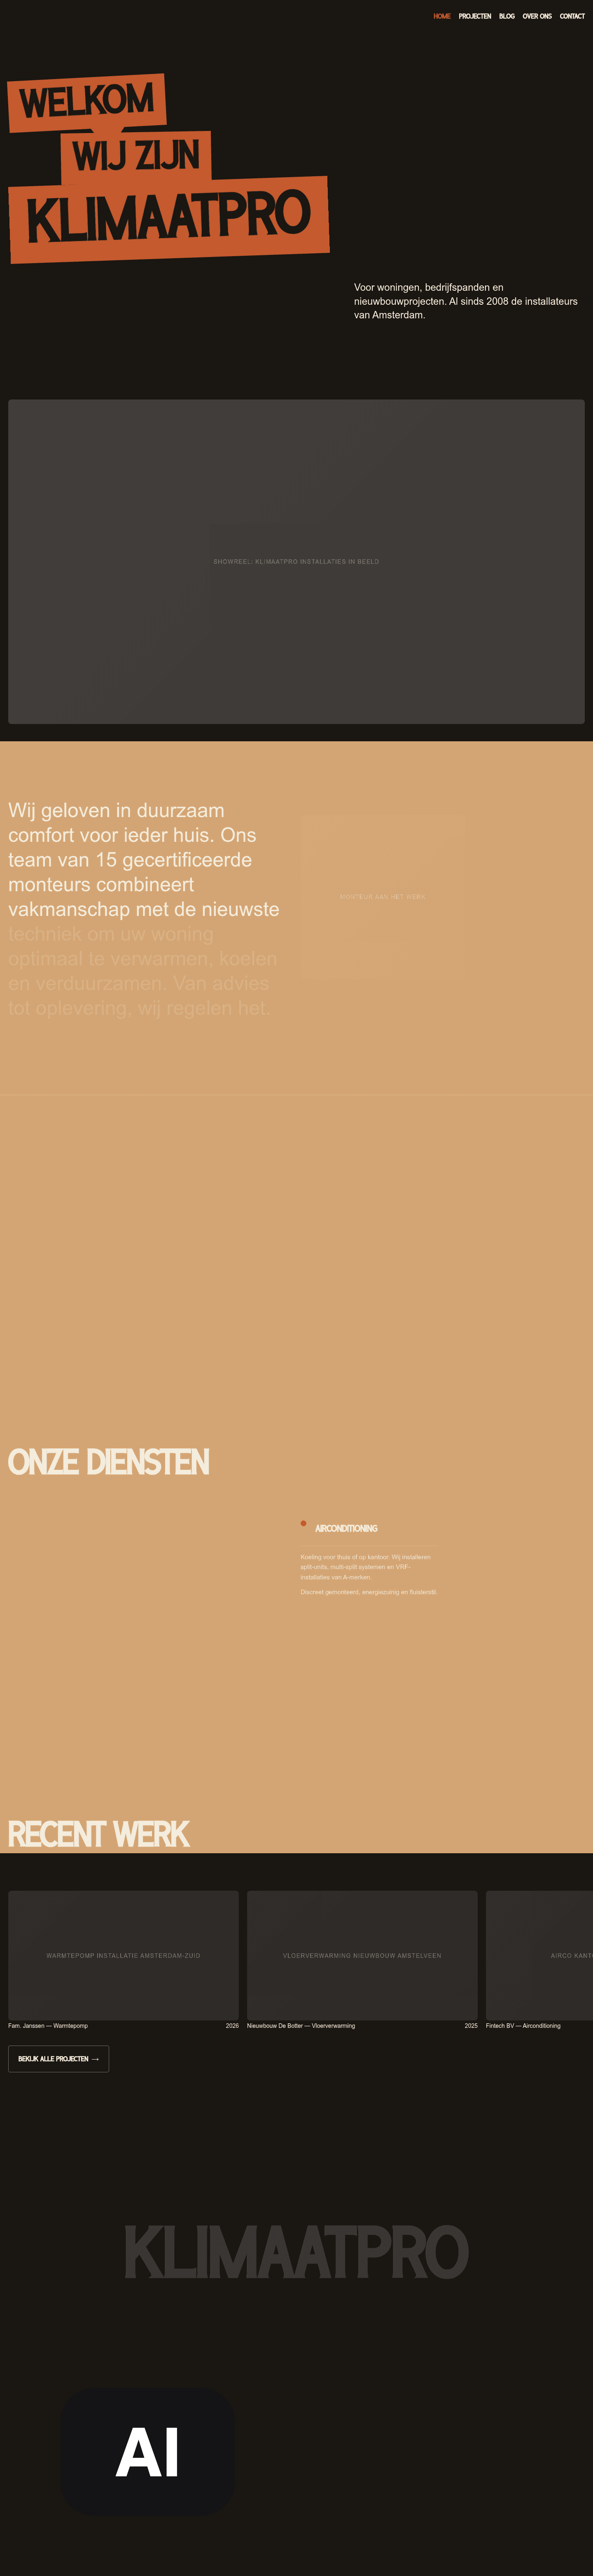 HOME PROJECTEN BLOG OVER ONS CONTACT
WELKOM
WIJ ZIJN
KLIMAATPRO
Voor woningen, bedrijfspanden en
nieuwbouwprojecten. Al sinds 2008 de installateurs
van Amsterdam.
SHOWREEL: KLIMAATPRO INSTALLATIES IN BEELD
Wij geloven in duurzaam
comfort voor ieder huis. Ons
team van 15 gecertificeerde
monteurs combineert
vakmanschap met de nieuwste
techniek om uw woning
optimaal te verwarmen, koelen
en verduurzamen. Van advies
tot oplevering, wij regelen het.
MONTEUR AAN HET WERK
ONZE DIENSTEN
AIRCONDITIONING
Koeling voor thuis of op kantoor. Wij installeren
split-units, multi-split systemen en VRF-
installaties van A-merken.
Discreet gemonteerd, energiezuinig en fluisterstil.
RECENT WERK
WARMTEPOMP INSTALLATIE AMSTERDAM-ZUID
VLOERVERWARMING NIEUWBOUW AMSTELVEEN
AIRCO
Fam. Janssen — Warmtepomp 2026
Nieuwbouw De Botter — Vloerverwarming 2025
Fintech BV — Airconditioning
BEKIJK ALLE PROJECTEN →
KLIMAATPRO
AI